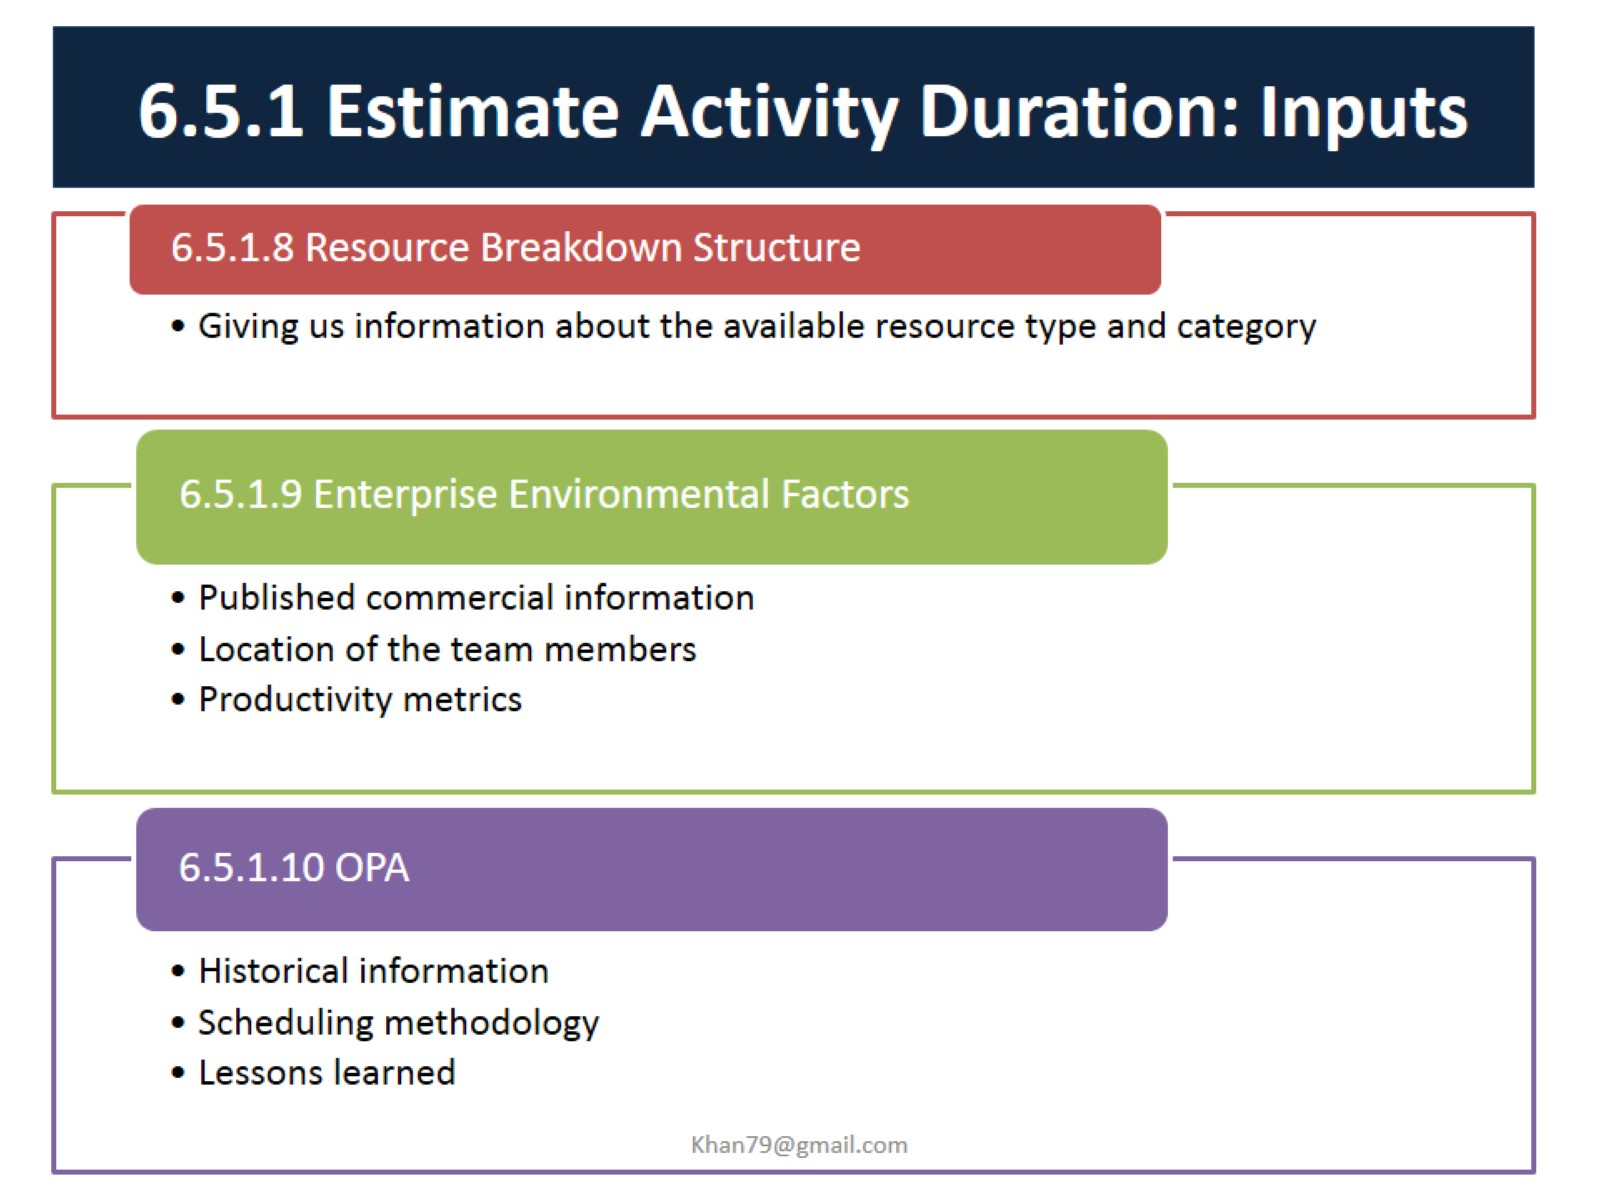 6.5.1 Estimate Activity Duration: Inputs
6.5.1.8 Resource Breakdown Structure
• Giving us information about the available resource type and category
6.5.1.9 Enterprise Environmental Factors
• Published commercial information
• Location of the team members
• Productivity metrics
6.5.1.10 OPA
• Historical information
• Scheduling methodology
• Lessons learned
Khan79@gmail.com